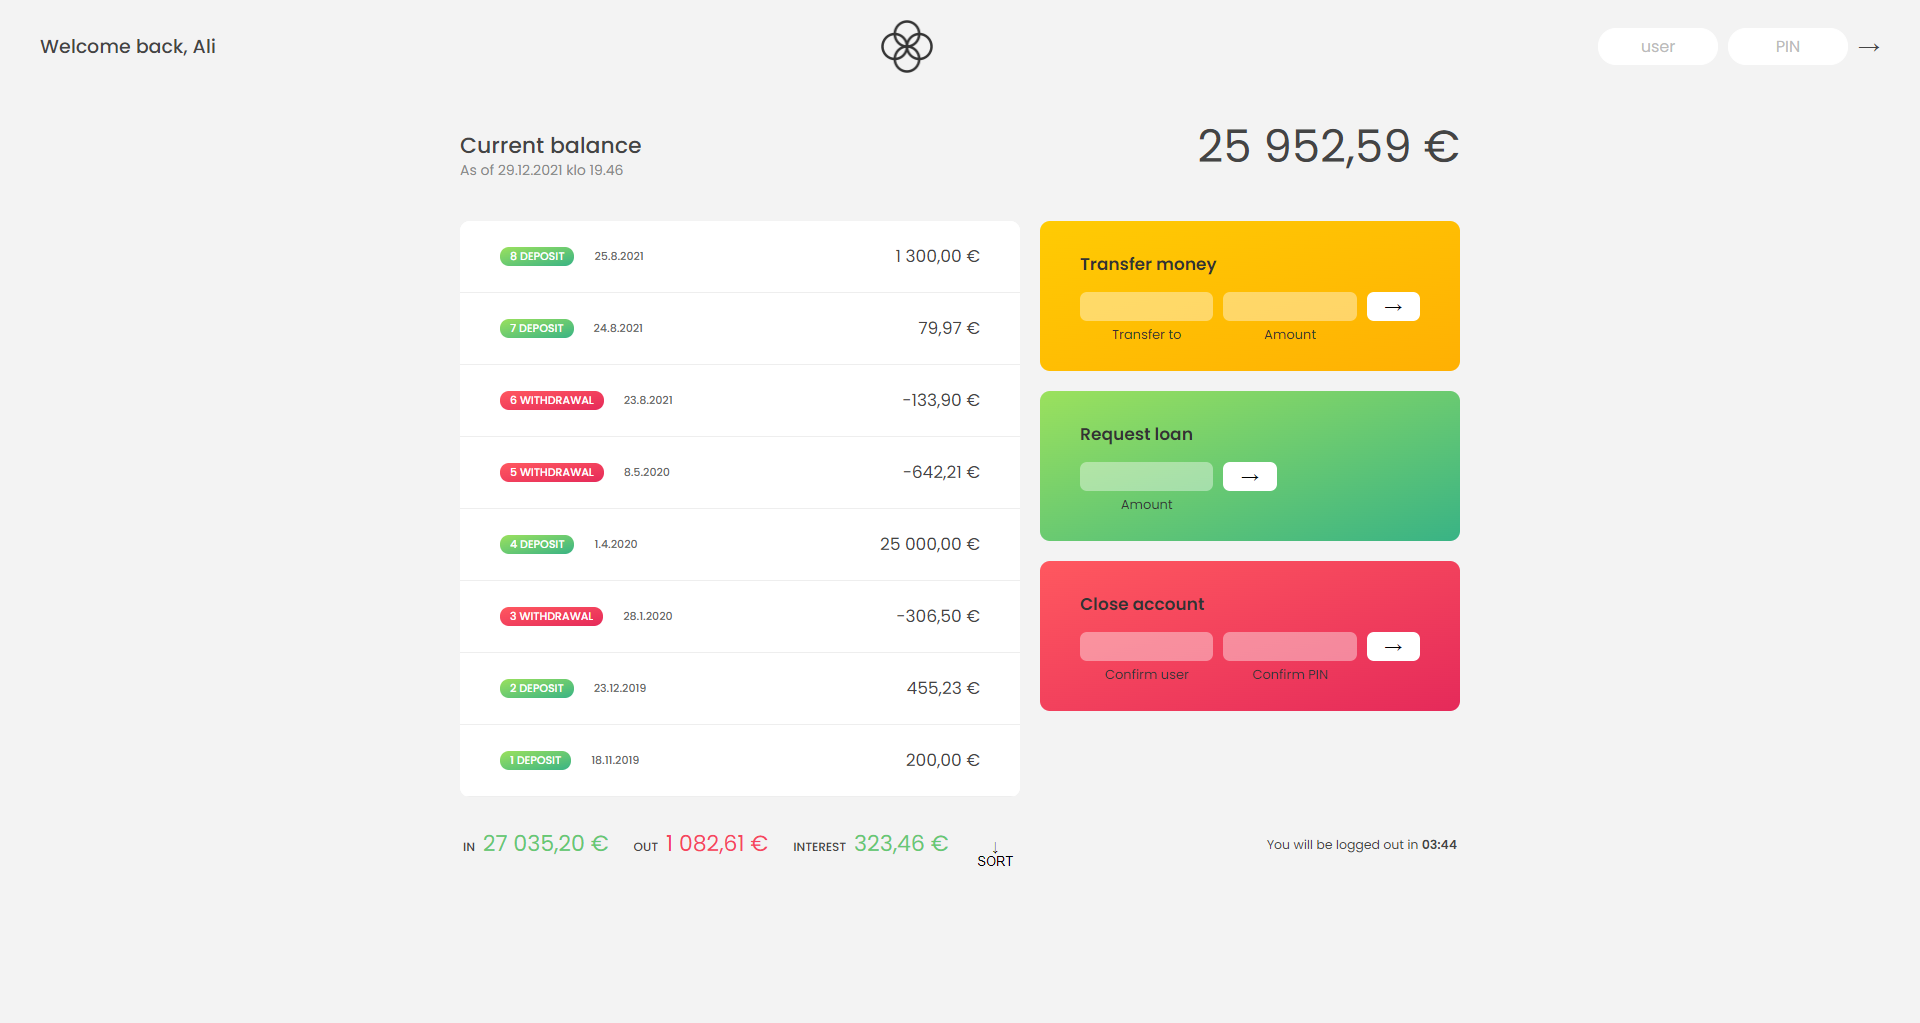 Welcome back, Ali
user
PIN
→
Current balance
25 952,59 €
As of 29.12.2021 klo 19.46
8 DEPOSIT 25.8.2021 1 300,00 €
7 DEPOSIT 24.8.2021 79,97 €
6 WITHDRAWAL 23.8.2021 -133,90 €
5 WITHDRAWAL 8.5.2020 -642,21 €
4 DEPOSIT 1.4.2020 25 000,00 €
3 WITHDRAWAL 28.1.2020 -306,50 €
2 DEPOSIT 23.12.2019 455,23 €
1 DEPOSIT 18.11.2019 200,00 €
Transfer money
→
Transfer to Amount
Request loan
→
Amount
Close account
→
Confirm user Confirm PIN
IN 27 035,20 € OUT 1 082,61 € INTEREST 323,46 €
↓
SORT
You will be logged out in 03:44